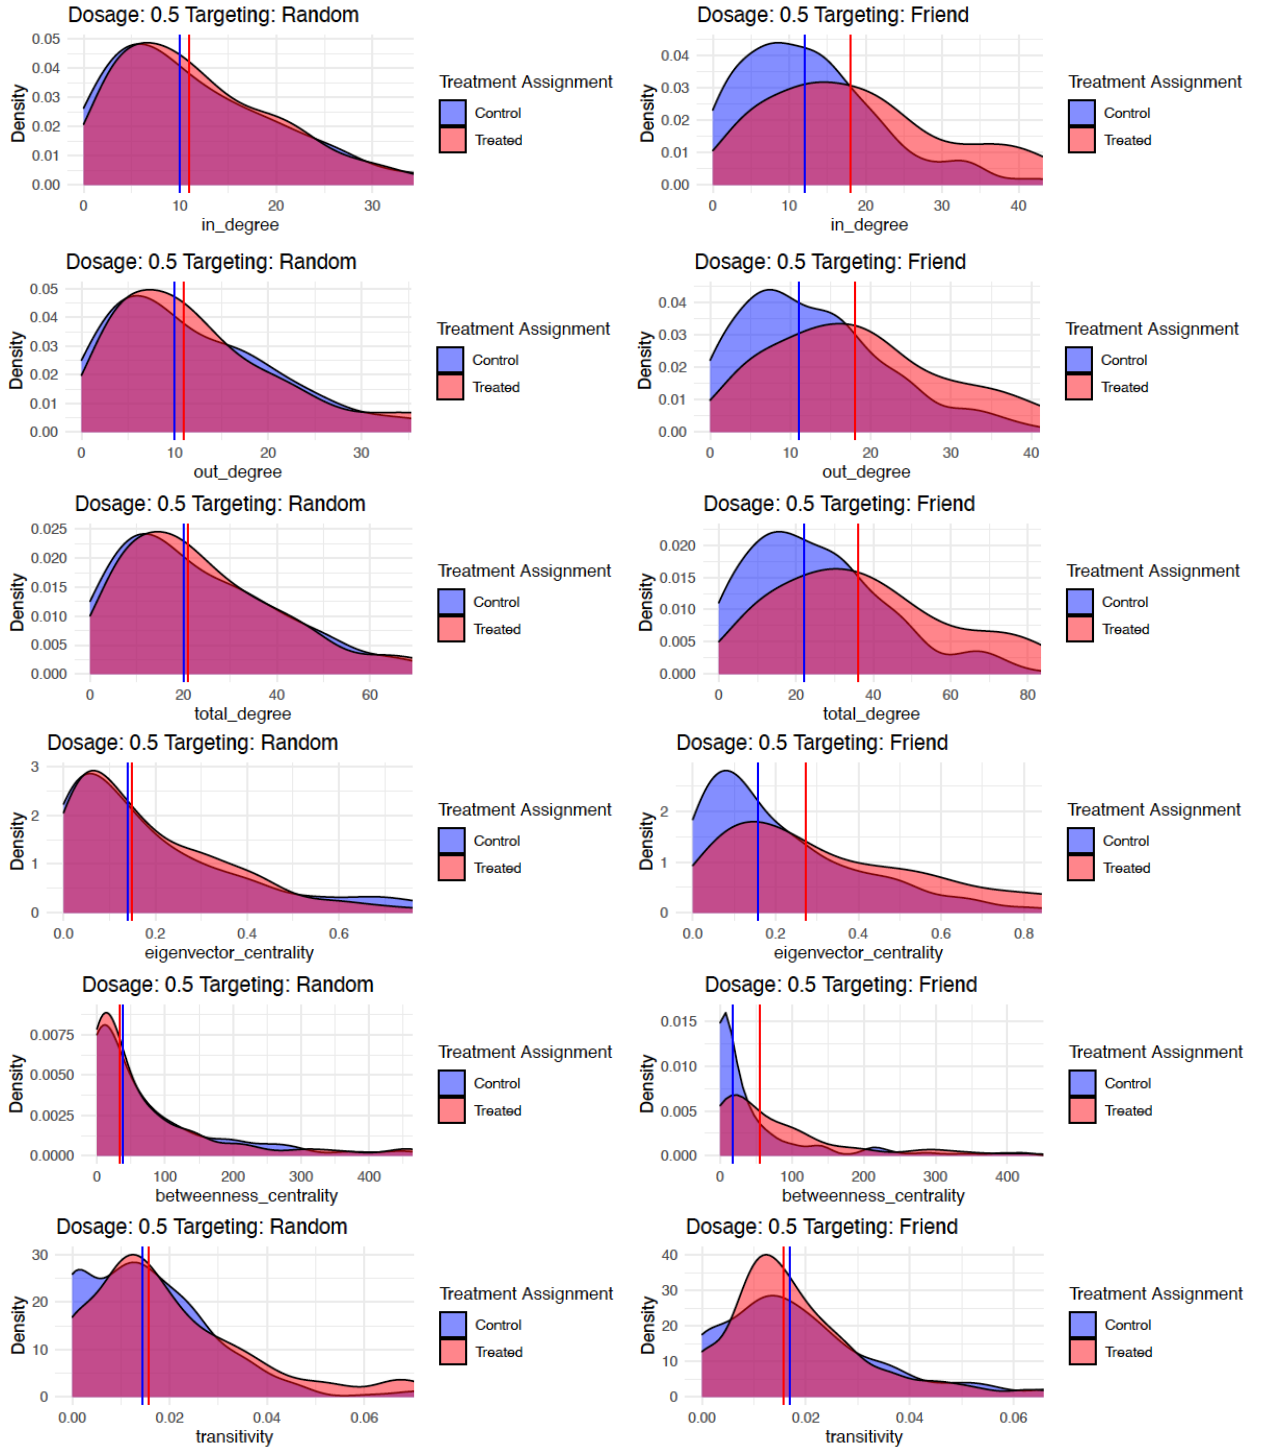 Dosage: 0.5 Targeting: Random
Density
0.05
0.04
0.03
0.02
0.01
0.00
0 10 20 30
in_degree
Treatment Assignment
Control
Treated
Dosage: 0.5 Targeting: Friend
Density
0.04
0.03
0.02
0.01
0.00
0 10 20 30 40
in_degree
Treatment Assignment
Control
Treated
Dosage: 0.5 Targeting: Random
Density
0.05
0.04
0.03
0.02
0.01
0.00
0 10 20 30
out_degree
Treatment Assignment
Control
Treated
Dosage: 0.5 Targeting: Friend
Density
0.04
0.03
0.02
0.01
0.00
0 10 20 30 40
out_degree
Treatment Assignment
Control
Treated
Dosage: 0.5 Targeting: Random
Density
0.025
0.020
0.015
0.010
0.005
0.000
0 20 40 60
total_degree
Treatment Assignment
Control
Treated
Dosage: 0.5 Targeting: Friend
Density
0.020
0.015
0.010
0.005
0.000
0 20 40 60 80
total_degree
Treatment Assignment
Control
Treated
Dosage: 0.5 Targeting: Random
Density
3
2
1
0
0.0 0.2 0.4 0.6
eigenvector_centrality
Treatment Assignment
Control
Treated
Dosage: 0.5 Targeting: Friend
Density
2
1
0
0.0 0.2 0.4 0.6 0.8
eigenvector_centrality
Treatment Assignment
Control
Treated
Dosage: 0.5 Targeting: Random
Density
0.0075
0.0050
0.0025
0.0000
0 100 200 300 400
betweenness_centrality
Treatment Assignment
Control
Treated
Dosage: 0.5 Targeting: Friend
Density
0.015
0.010
0.005
0.000
0 100 200 300 400
betweenness_centrality
Treatment Assignment
Control
Treated
Dosage: 0.5 Targeting: Random
Density
30
20
10
0
0.00 0.02 0.04 0.06
transitivity
Treatment Assignment
Control
Treated
Dosage: 0.5 Targeting: Friend
Density
40
30
20
10
0
0.00 0.02 0.04 0.06
transitivity
Treatment Assignment
Control
Treated